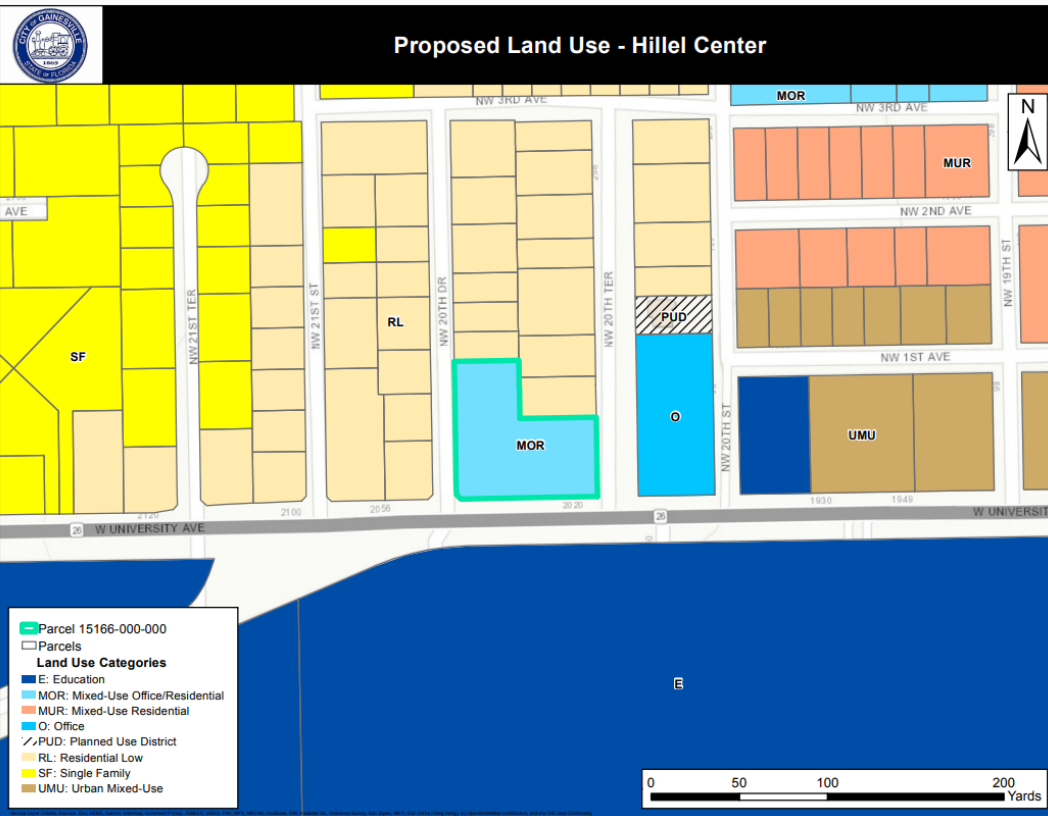 CITY OF GAINESVILLE
1869
STATE OF FLORIDA
Proposed Land Use - Hillel Center
NW 3RD AVE
MOR
NW 3RD AVE
N
MUR
AVE
NW 2ND AVE
NW 19TH ST
NW 21ST TER
NW 21ST ST
NW 20TH DR
NW 20TH TER
RL
PUD
SF
NW 1ST AVE
O
NW 20TH ST
UMU
MOR
1930
1949
2120
2100
2056
2020
26
W UNIVERSITY AVE
26
W UNIVERSIT
E
Parcel 15166-000-000
Parcels
Land Use Categories
E: Education
MOR: Mixed-Use Office/Residential
MUR: Mixed-Use Residential
O: Office
PUD: Planned Use District
RL: Residential Low
SF: Single Family
UMU: Urban Mixed-Use
0 50 100 200
Yards